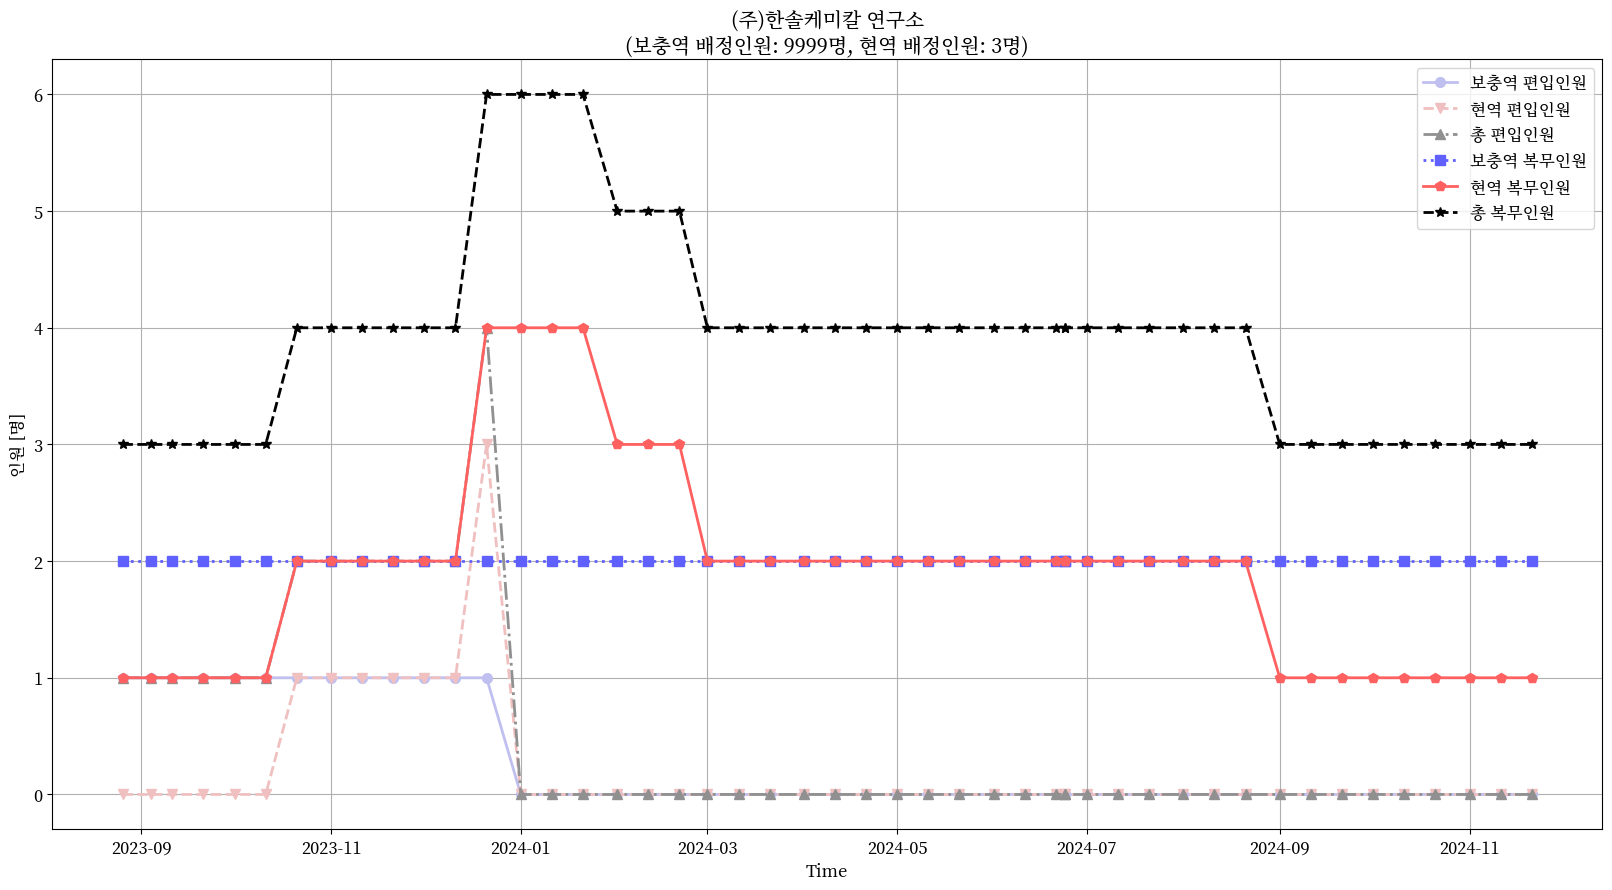 (주)한솔케미칼 연구소
(보충역 배정인원: 9999명, 현역 배정인원: 3명)
보충역 편입인원
현역 편입인원
총 편입인원
보충역 복무인원
현역 복무인원
총 복무인원
인원 [명]
6
5
4
3
2
1
0
2023-09
2023-11
2024-01
2024-03
2024-05
2024-07
2024-09
2024-11
Time